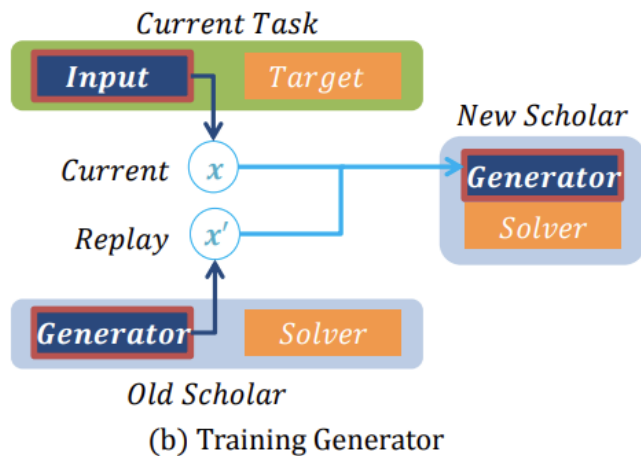 Current Task
Input Target
New Scholar
Current x
Generator
Replay x′
Solver
Generator Solver
Old Scholar
(b) Training Generator